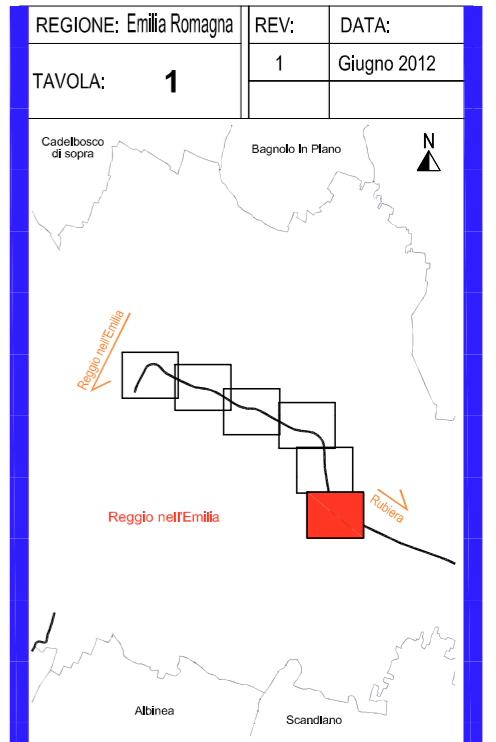 REGIONE: Emilia Romagna
REV:
DATA:
TAVOLA: 1
1
Giugno 2012
Cadelbosco
di sopra
Bagnolo In Piano
N
Reggio nell'Emilia
Rubiera
Reggio nell'Emilia
Albinea
Scandiano